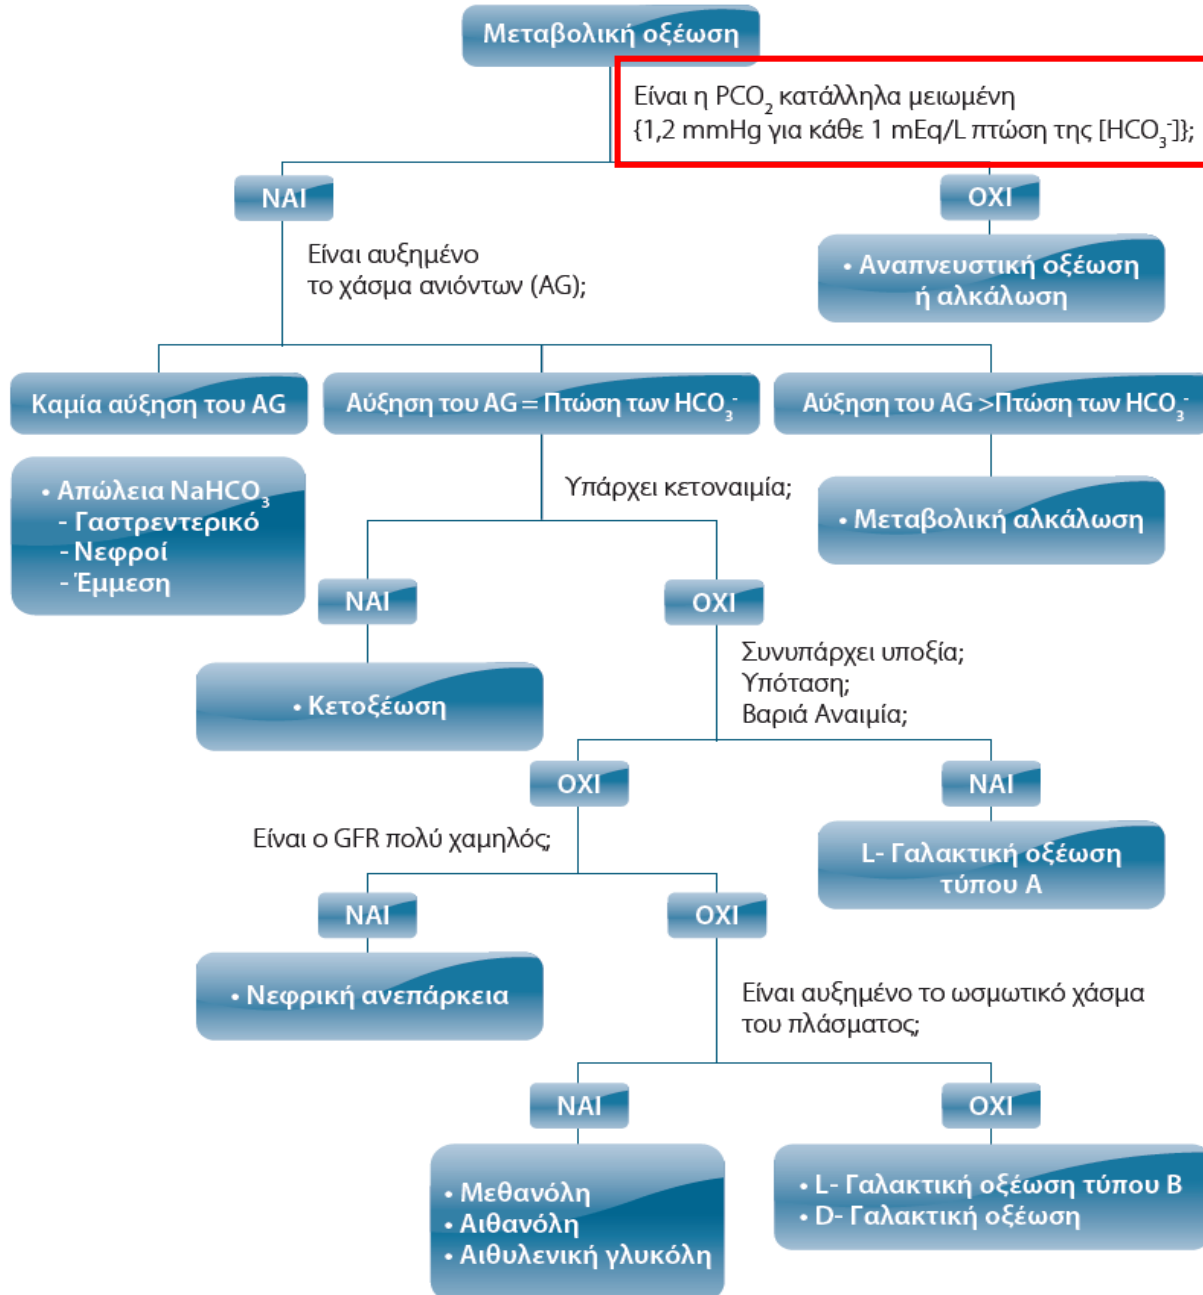 Μεταβολική οξέωση
Είναι η PCO₂ κατάλληλα μειωμένη
{1,2 mmHg για κάθε 1 mEq/L πτώση της [HCO₃⁻]};
ΝΑΙ
ΟΧΙ
Είναι αυξημένο
το χάσμα ανιόντων (AG);
• Αναπνευστική οξέωση
ή αλκάλωση
Καμία αύξηση του AG
Αύξηση του AG = Πτώση των HCO₃⁻
Αύξηση του AG >Πτώση των HCO₃⁻
• Απώλεια NaHCO₃
- Γαστρεντερικό
- Νεφροί
- Έμμεση
Υπάρχει κετοναιμία;
• Μεταβολική αλκάλωση
ΝΑΙ
ΟΧΙ
• Κετοξέωση
Συνυπάρχει υποξία;
Υπόταση;
Βαριά Αναιμία;
ΟΧΙ
ΝΑΙ
Είναι ο GFR πολύ χαμηλός;
L- Γαλακτική οξέωση
τύπου Α
ΝΑΙ
ΟΧΙ
• Νεφρική ανεπάρκεια
Είναι αυξημένο το ωσμωτικό χάσμα
του πλάσματος;
ΝΑΙ
ΟΧΙ
• Μεθανόλη
• Αιθανόλη
• Αιθυλενική γλυκόλη
• L- Γαλακτική οξέωση τύπου Β
• D- Γαλακτική οξέωση